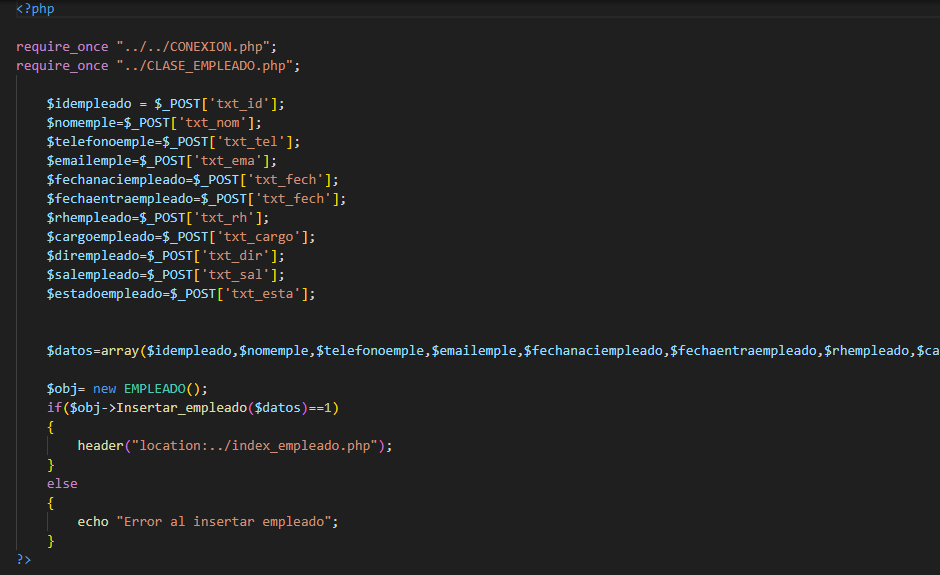 <?php
require_once "../../CONEXION.php";
require_once "../CLASE_EMPLEADO.php";
$idempleado = $_POST['txt_id'];
$nomemple=$_POST['txt_nom'];
$telefonoemple=$_POST['txt_tel'];
$emailemple=$_POST['txt_ema'];
$fechanaciempleado=$_POST['txt_fech'];
$fechaentraempleado=$_POST['txt_fech'];
$rhempleado=$_POST['txt_rh'];
$cargoempleado=$_POST['txt_cargo'];
$dirempleado=$_POST['txt_dir'];
$salempleado=$_POST['txt_sal'];
$estadoempleado=$_POST['txt_esta'];
$datos=array($idempleado,$nomemple,$telefonoemple,$emailemple,$fechanaciempleado,$fechaentraempleado,$rhempleado,$ca
$obj= new EMPLEADO();
if($obj->Insertar_empleado($datos)==1)
{
header("location:../index_empleado.php");
}
else
{
echo "Error al insertar empleado";
}
?>